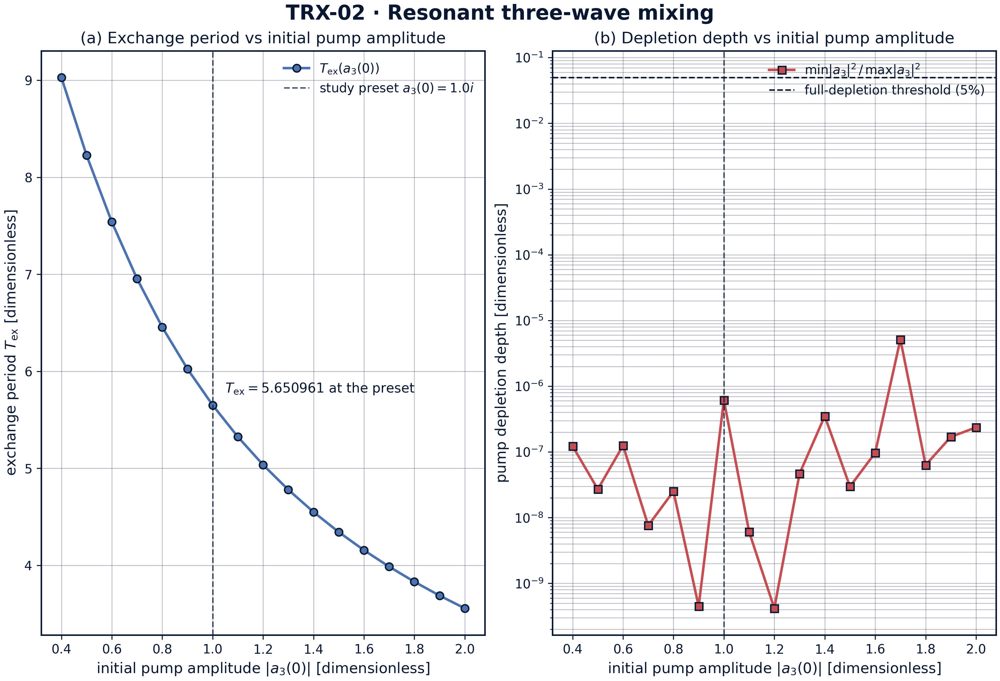 TRX-02 · Resonant three-wave mixing
(a) Exchange period vs initial pump amplitude
exchange period T_ex [dimensionless]
9
8
7
6
5
4
T_ex(a₃(0))
study preset a₃(0) = 1.0i
T_ex = 5.650961 at the preset
0.4 0.6 0.8 1.0 1.2 1.4 1.6 1.8 2.0
initial pump amplitude |a₃(0)| [dimensionless]
(b) Depletion depth vs initial pump amplitude
pump depletion depth [dimensionless]
10⁻¹
10⁻²
10⁻³
10⁻⁴
10⁻⁵
10⁻⁶
10⁻⁷
10⁻⁸
10⁻⁹
min|a₃|² / max|a₃|²
full-depletion threshold (5%)
0.4 0.6 0.8 1.0 1.2 1.4 1.6 1.8 2.0
initial pump amplitude |a₃(0)| [dimensionless]